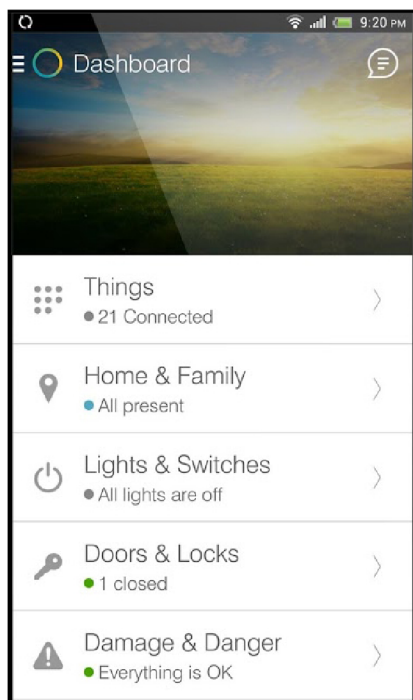 9:20 PM
Dashboard
Things
21 Connected
Home & Family
All present
Lights & Switches
All lights are off
Doors & Locks
1 closed
Damage & Danger
Everything is OK